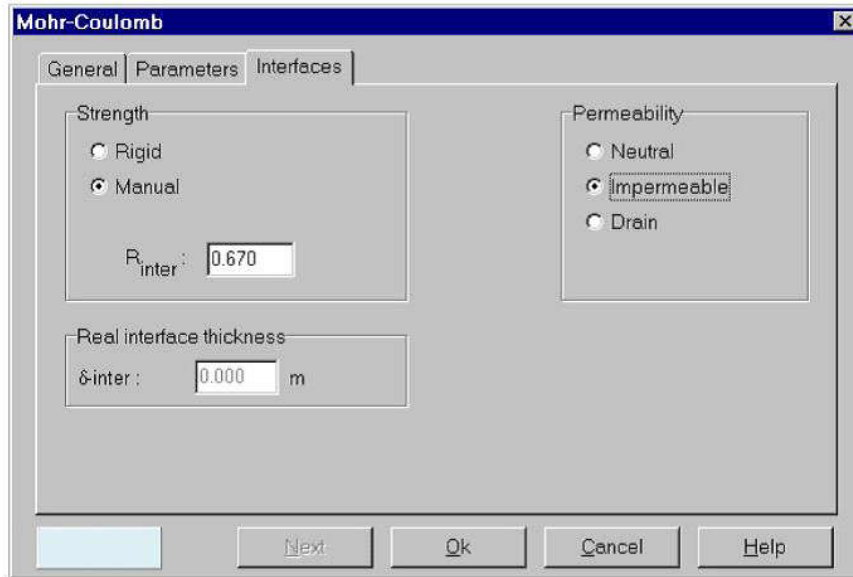 Mohr-Coulomb
General Parameters Interfaces
Strength
Rigid
Manual
Rinter : 0.670
Permeability
Neutral
Impermeable
Drain
Real interface thickness
δ-inter : 0.000 m
Next Ok Cancel Help